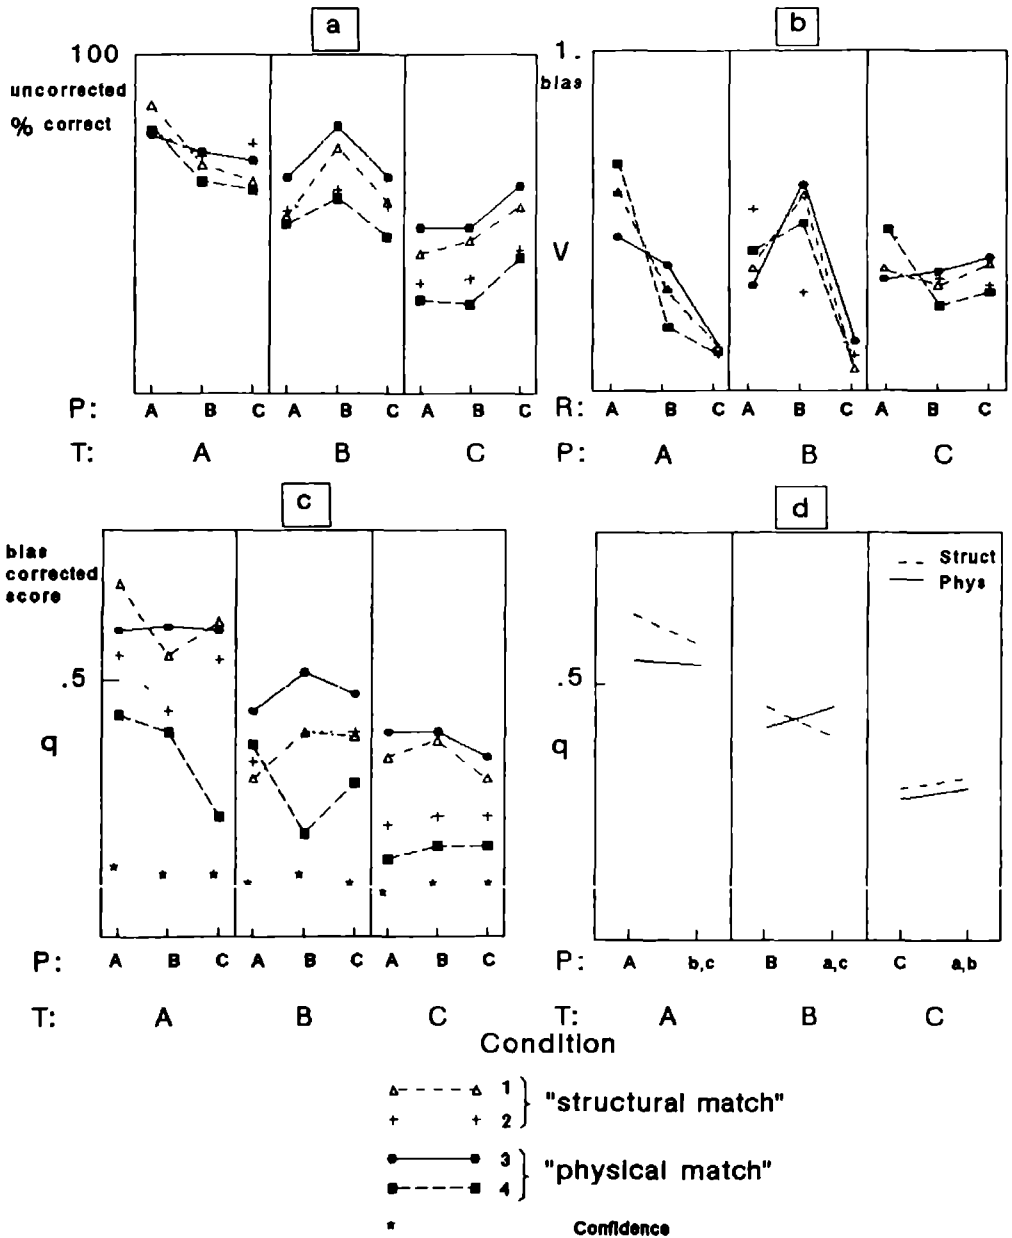 a
100
uncorrected
% correct
P: A B C A B C A B C
T: A B C
b
1.
bias
V
R: A B C A B C A B C
P: A B C
c
bias
corrected
score
.5
q
P: A B C A B C A B C
T: A B C
d
Struct
Phys
.5
q
P: A b,c B a,c C a,b
T: A B C
Condition
1
2
"structural match"
3
4
"physical match"
Confidence